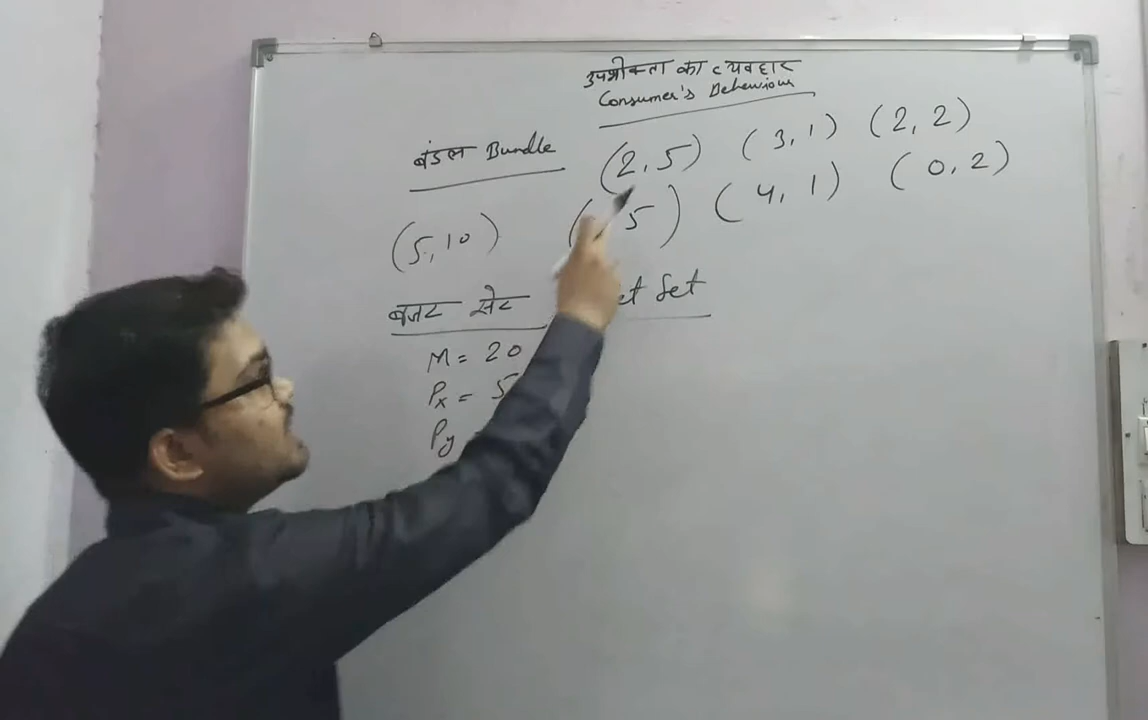 उपभोक्ता का व्यवहार
Consumer's Behaviour
बंडल Bundle (2,5) (3,1) (2,2)
(5,10) ( 5) (4,1) (0,2)
बजट सेट et Set
M = 20
Px = 5
Py